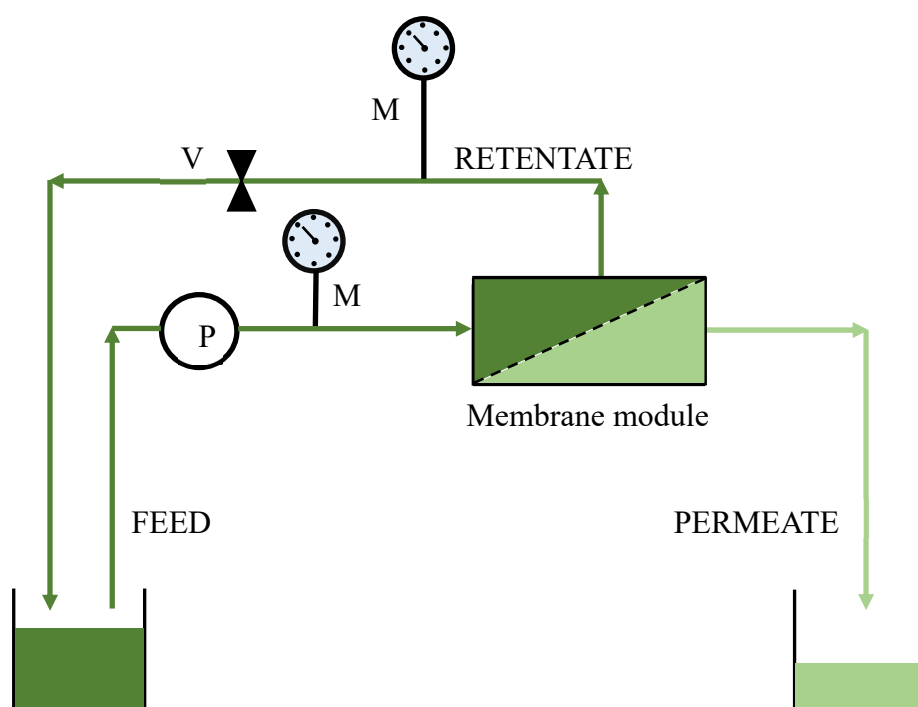 M
V
RETENTATE
M
P
Membrane module
FEED
PERMEATE